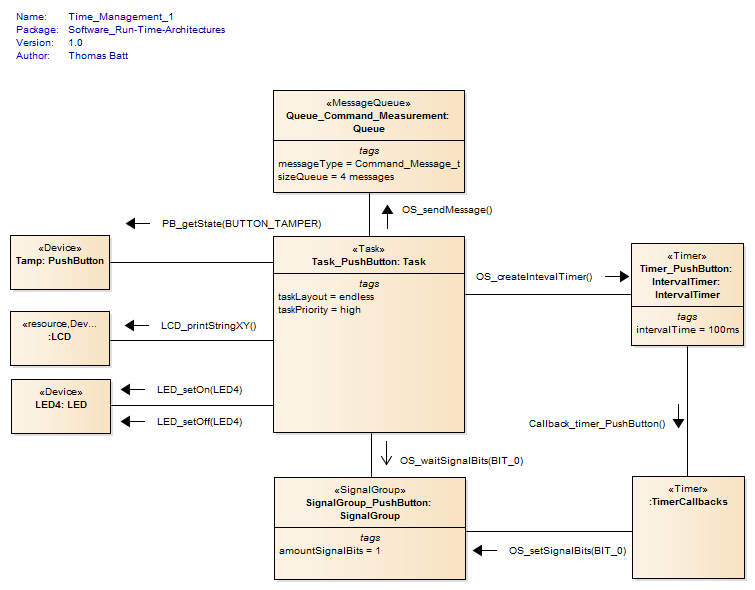 Name: Time_Management_1
Package: Software_Run-Time-Architectures
Version: 1.0
Author: Thomas Batt
«MessageQueue»
Queue_Command_Measurement:
Queue
tags
messageType = Command_Message_t
sizeQueue = 4 messages
OS_sendMessage()
PB_getState(BUTTON_TAMPER)
«Device»
Tamp: PushButton
«Task»
Task_PushButton: Task
tags
taskLayout = endless
taskPriority = high
OS_createIntevalTimer()
«Timer»
Timer_PushButton:
IntervalTimer:
IntervalTimer
tags
intervalTime = 100ms
«resource,Dev...
:LCD
LCD_printStringXY()
«Device»
LED4: LED
LED_setOn(LED4)
LED_setOff(LED4)
Callback_timer_PushButton()
OS_waitSignalBits(BIT_0)
«SignalGroup»
SignalGroup_PushButton:
SignalGroup
tags
amountSignalBits = 1
«Timer»
:TimerCallbacks
OS_setSignalBits(BIT_0)